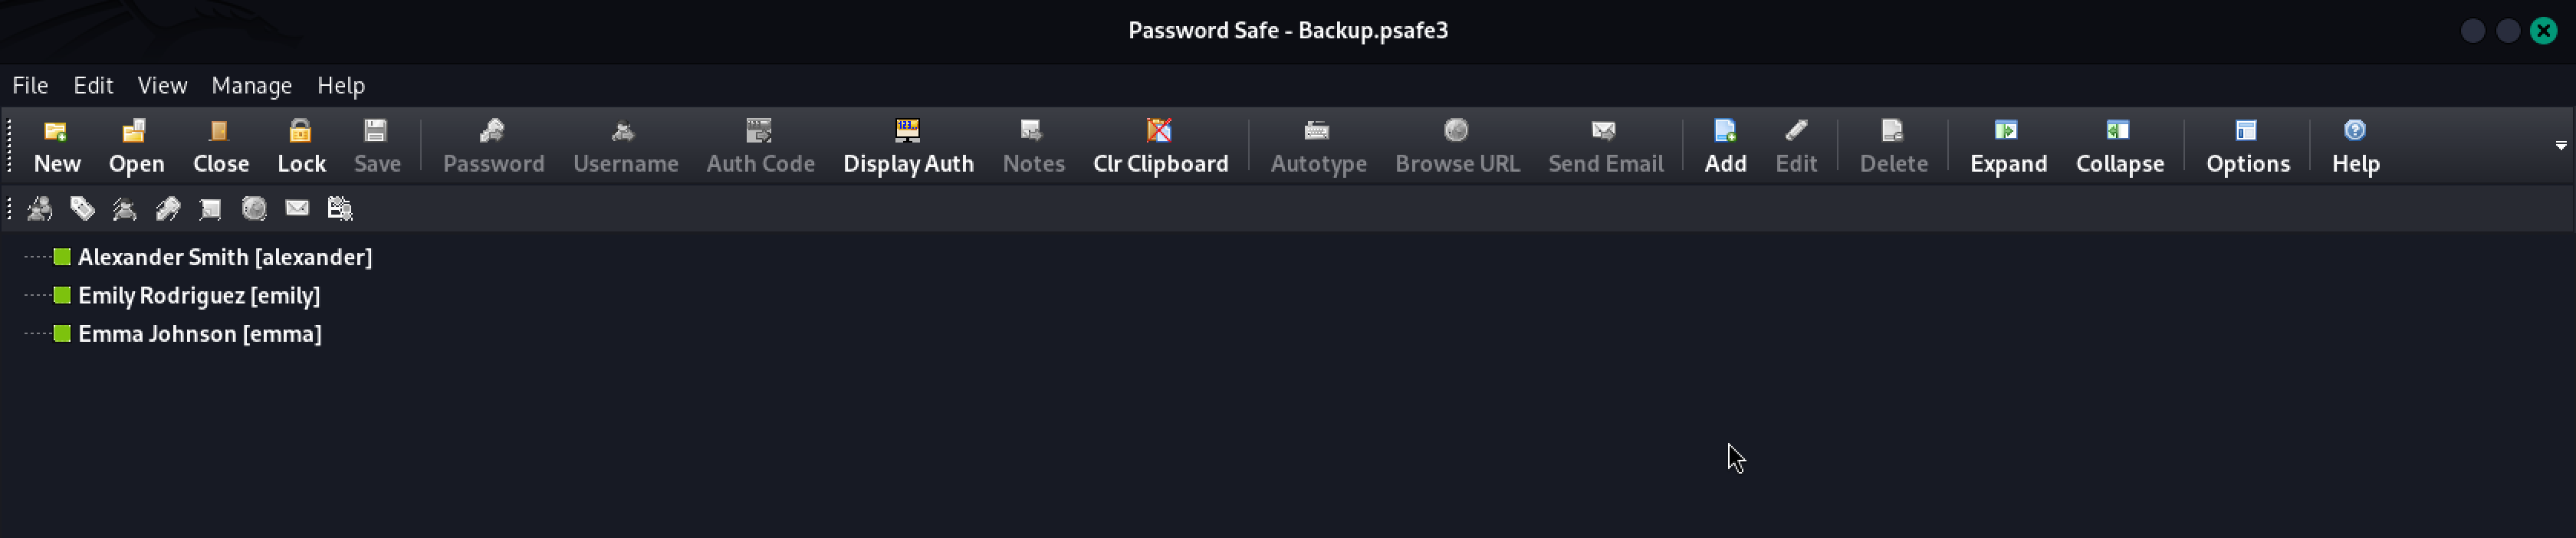 Password Safe - Backup.psafe3
File Edit View Manage Help
New Open Close Lock Save Password Username Auth Code Display Auth Notes Clr Clipboard Autotype Browse URL Send Email Add Edit Delete Expand Collapse Options Help
Alexander Smith [alexander]
Emily Rodriguez [emily]
Emma Johnson [emma]